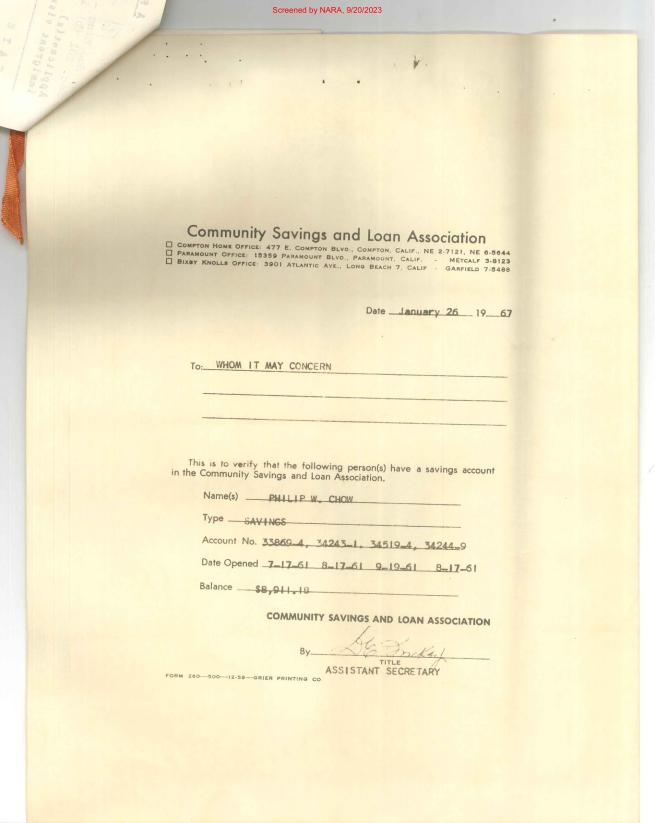 Screened by NARA, 9/20/2023
Community Savings and Loan Association
☐ COMPTON HOME OFFICE: 477 E. COMPTON BLVD., COMPTON, CALIF., NE 2-7121, NE 6-5644
☐ PARAMOUNT OFFICE: 15359 PARAMOUNT BLVD., PARAMOUNT, CALIF. - METCALF 3-8123
☐ BIXBY KNOLLS OFFICE: 3901 ATLANTIC AVE., LONG BEACH 7, CALIF - GARFIELD 7-5488
Date January 26 19 67
To: WHOM IT MAY CONCERN
This is to verify that the following person(s) have a savings account
in the Community Savings and Loan Association.
Name(s) PHILIP W. CHOW
Type SAVINGS
Account No. 33869-4, 34243-1, 34519-4, 34244-9
Date Opened 7-17-61 8-17-61 9-19-61 8-17-61
Balance $8,911.18
COMMUNITY SAVINGS AND LOAN ASSOCIATION
By
TITLE
ASSISTANT SECRETARY
FORM 260—500—12-59—GRIER PRINTING CO.